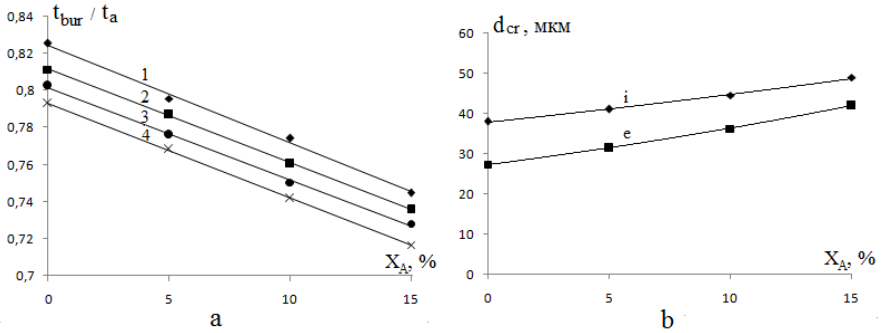 t_bur / t_a
0,84
0,82
0,8
0,78
0,76
0,74
0,72
0,7
1
2
3
4
X_A, %
0 5 10 15
a
d_cr, мкм
60
50
40
30
20
10
0
i
e
X_A, %
0 5 10 15
b